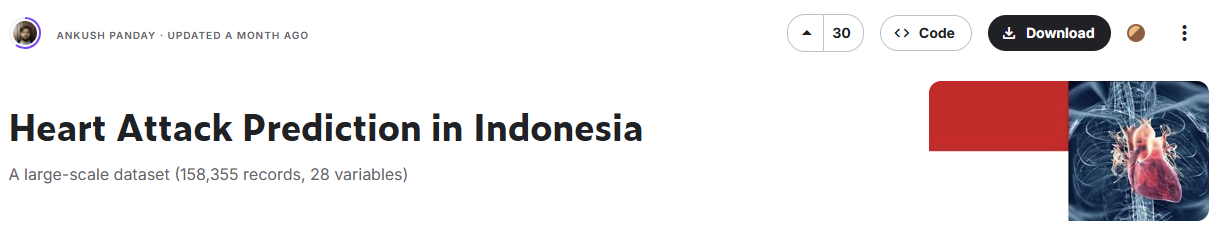 ANKUSH PANDAY · UPDATED A MONTH AGO
30
Code
Download
Heart Attack Prediction in Indonesia
A large-scale dataset (158,355 records, 28 variables)